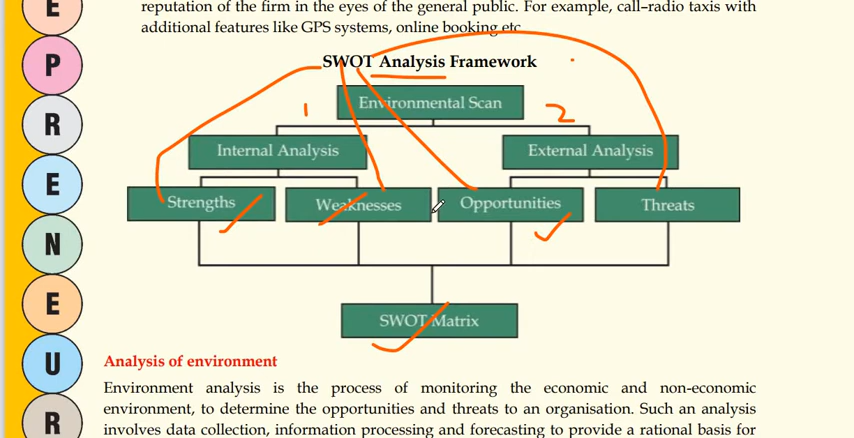 reputation of the firm in the eyes of the general public. For example, call–radio taxis with
additional features like GPS systems, online booking etc
SWOT Analysis Framework
Environmental Scan
1
2
Internal Analysis
External Analysis
Strengths
Weaknesses
Opportunities
Threats
SWOT Matrix
Analysis of environment
Environment analysis is the process of monitoring the economic and non-economic
environment, to determine the opportunities and threats to an organisation. Such an analysis
involves data collection, information processing and forecasting to provide a rational basis for
E
P
R
E
N
E
U
R